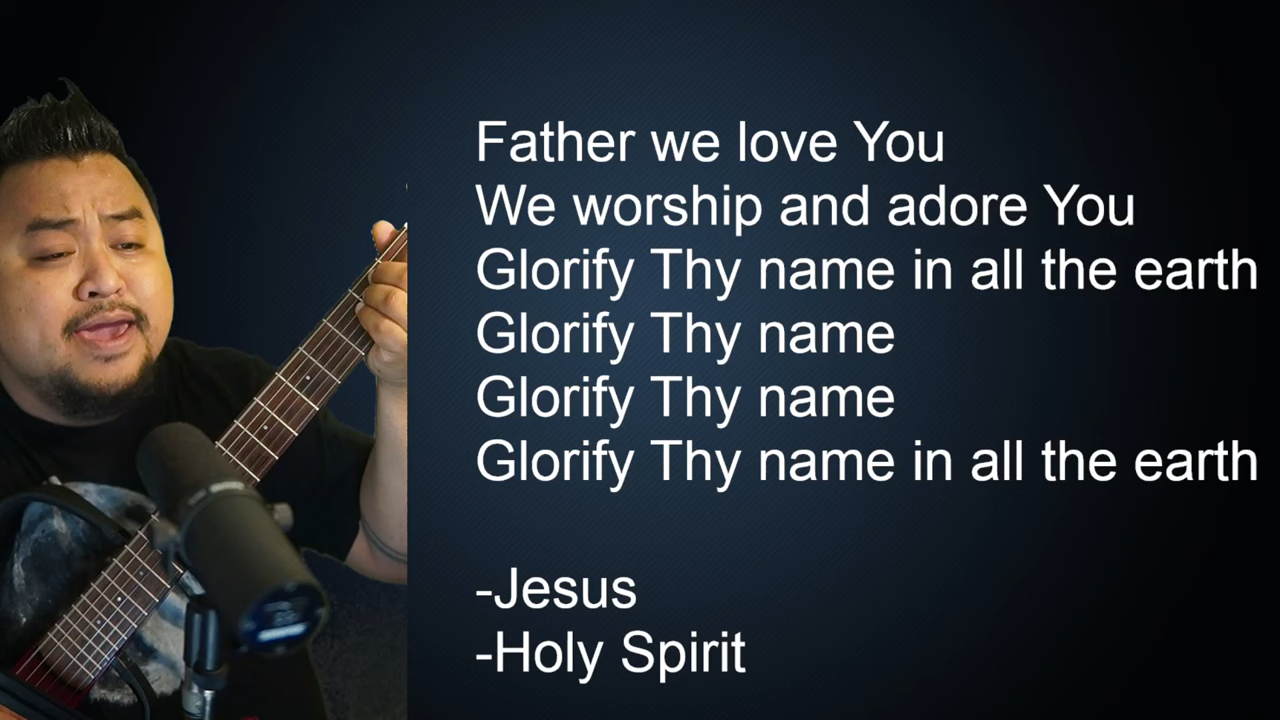 Father we love You
We worship and adore You
Glorify Thy name in all the earth
Glorify Thy name
Glorify Thy name
Glorify Thy name in all the earth
-Jesus
-Holy Spirit